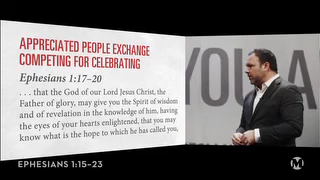 APPRECIATED PEOPLE EXCHANGE
COMPETING FOR CELEBRATING
Ephesians 1:17–20
. . . that the God of our Lord Jesus Christ, the
Father of glory, may give you the Spirit of wisdom
and of revelation in the knowledge of him, having
the eyes of your hearts enlightened, that you may
know what is the hope to which he has called you,
YOU A
EPHESIANS 1:15–23
M